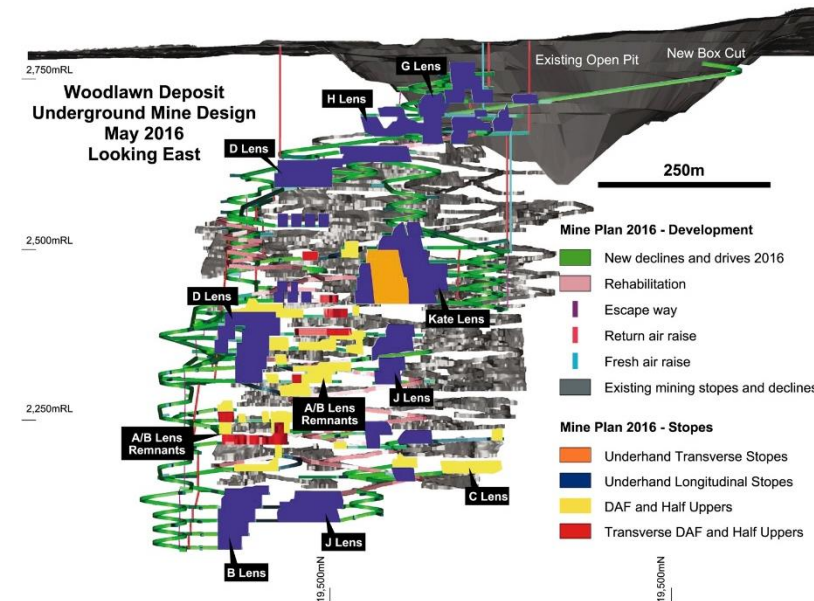 2,750mRL
Woodlawn Deposit
Underground Mine Design
May 2016
Looking East
G Lens
H Lens
D Lens
Existing Open Pit
New Box Cut
250m
2,500mRL
D Lens
Kate Lens
J Lens
A/B Lens
Remnants
2,250mRL
A/B Lens
Remnants
C Lens
J Lens
B Lens
Mine Plan 2016 - Development
New declines and drives 2016
Rehabilitation
Escape way
Return air raise
Fresh air raise
Existing mining stopes and declines
Mine Plan 2016 - Stopes
Underhand Transverse Stopes
Underhand Longitudinal Stopes
DAF and Half Uppers
Transverse DAF and Half Uppers
19,500mN
19,500mN